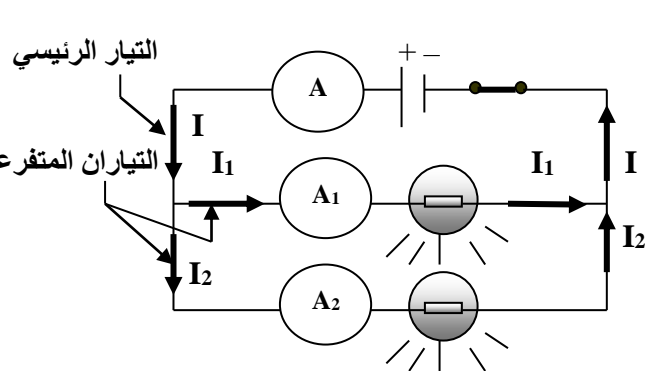 + −
التيار الرئيسي
A
I
التياران المتفرع
I₁
A₁
I₁
I
I₂
I₂
A₂